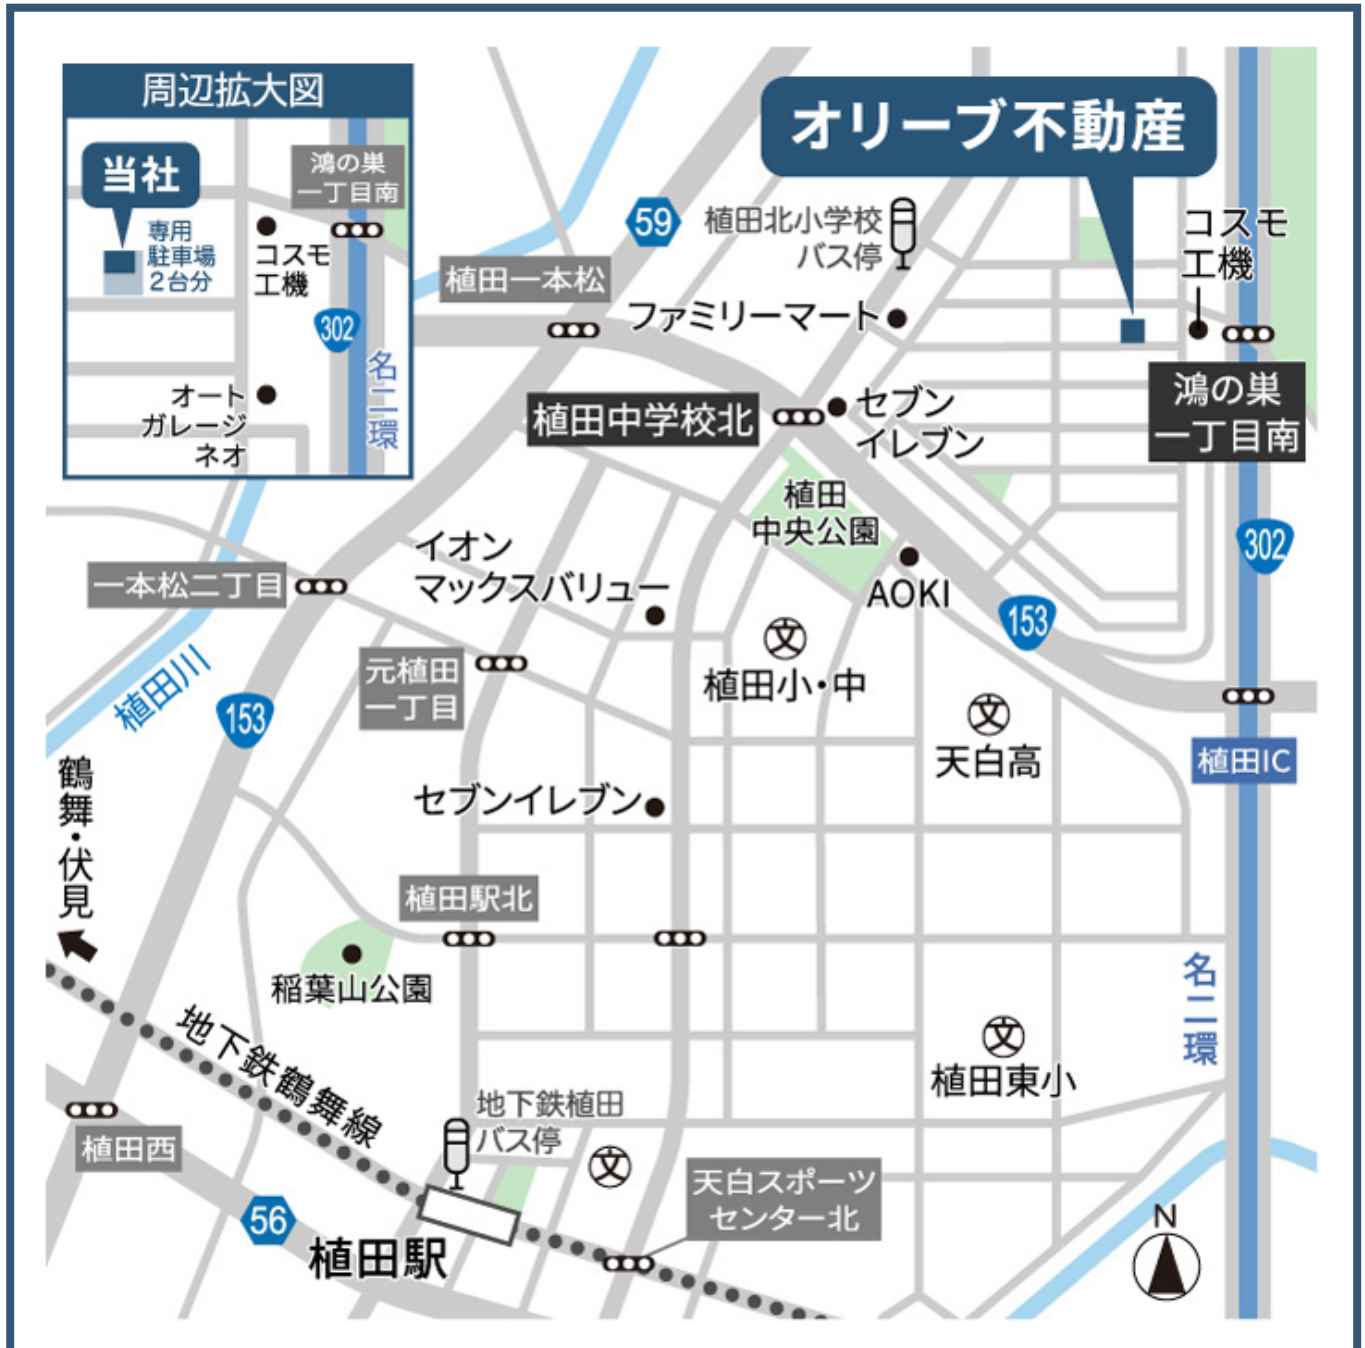 周辺拡大図
当社
専用
駐車場
2台分
鴻の巣
一丁目南
コスモ
工機
302
名二環
オート
ガレージ
ネオ
オリーブ不動産
59
植田北小学校
バス停
コスモ
工機
植田一本松
ファミリーマート
鴻の巣
一丁目南
植田中学校北
セブン
イレブン
植田
中央公園
302
イオン
マックスバリュー
一本松二丁目
AOKI
153
文
植田小・中
元植田
一丁目
植田川
153
文
天白高
植田IC
鶴舞・伏見
セブンイレブン
植田駅北
稲葉山公園
名二環
地下鉄鶴舞線
文
植田東小
地下鉄植田
バス停
植田西
文
天白スポーツ
センター北
56
植田駅
N